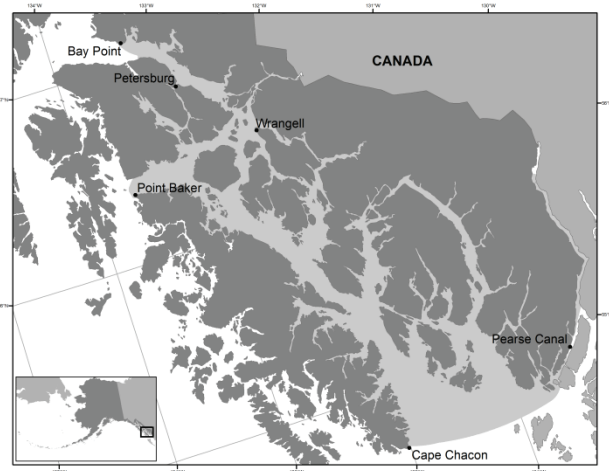 134°W 133°W 132°W 131°W 130°W
Bay Point
CANADA
Petersburg
Wrangell
Point Baker
Pearse Canal
Cape Chacon